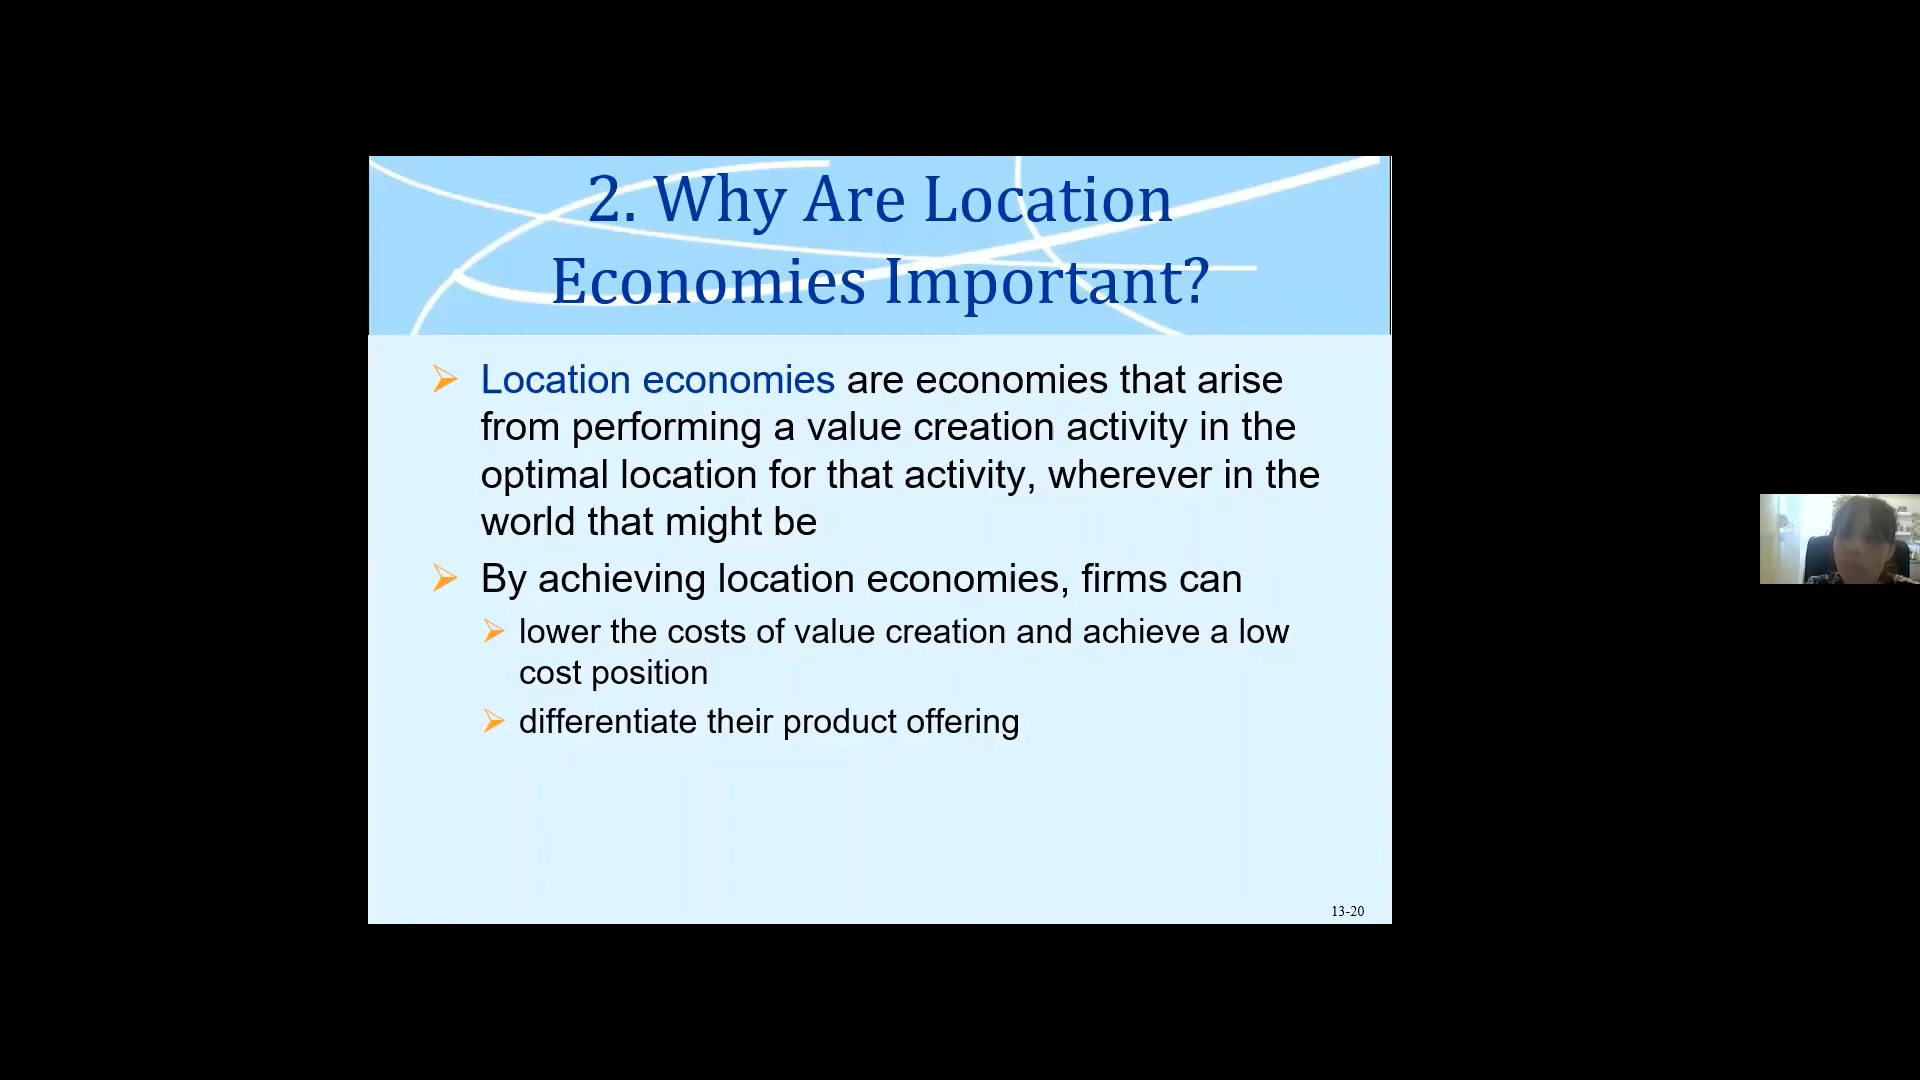 2. Why Are Location
Economies Important?
Location economies are economies that arise
from performing a value creation activity in the
optimal location for that activity, wherever in the
world that might be
By achieving location economies, firms can
lower the costs of value creation and achieve a low
cost position
differentiate their product offering
13-20